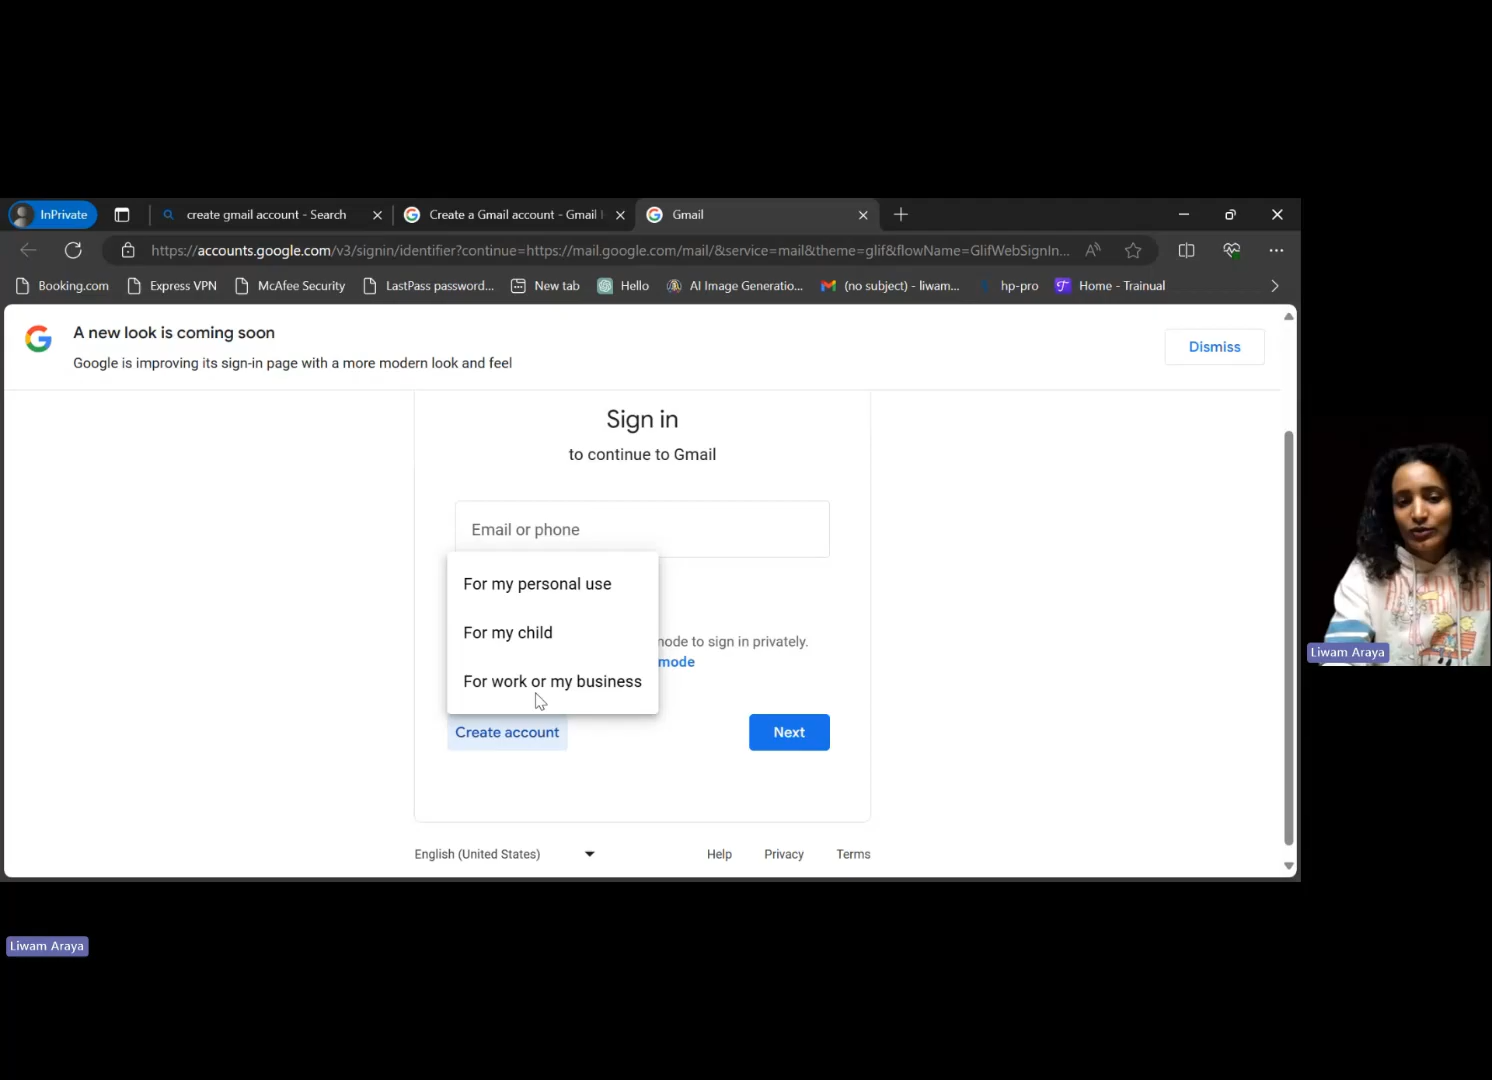 InPrivate
create gmail account - Search
Create a Gmail account - Gmail
Gmail
https://accounts.google.com/v3/signin/identifier?continue=https://mail.google.com/mail/&service=mail&theme=glif&flowName=GlifWebSignIn...
Booking.com
Express VPN
McAfee Security
LastPass password...
New tab
Hello
AI Image Generatio...
(no subject) - liwam...
hp-pro
Home - Trainual
A new look is coming soon
Google is improving its sign-in page with a more modern look and feel
Dismiss
Sign in
to continue to Gmail
Email or phone
For my personal use
For my child
For work or my business
node to sign in privately.
mode
Create account
Next
English (United States)
Help
Privacy
Terms
Liwam Araya
Liwam Araya